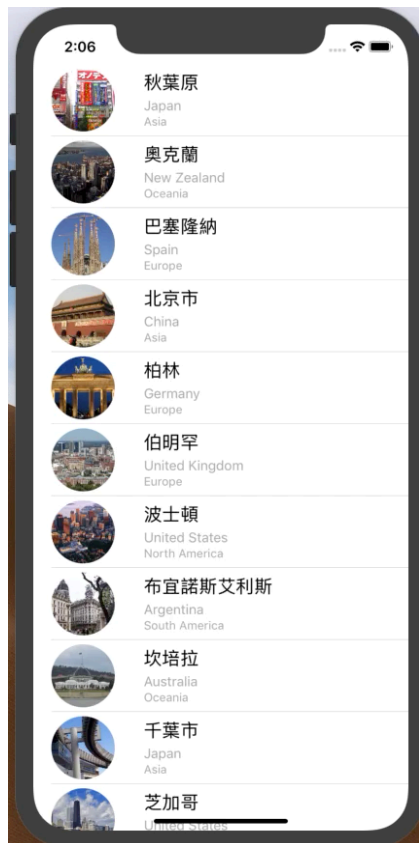 2:06
秋葉原
Japan
Asia
奧克蘭
New Zealand
Oceania
巴塞隆納
Spain
Europe
北京市
China
Asia
柏林
Germany
Europe
伯明罕
United Kingdom
Europe
波士頓
United States
North America
布宜諾斯艾利斯
Argentina
South America
坎培拉
Australia
Oceania
千葉市
Japan
Asia
芝加哥
United States